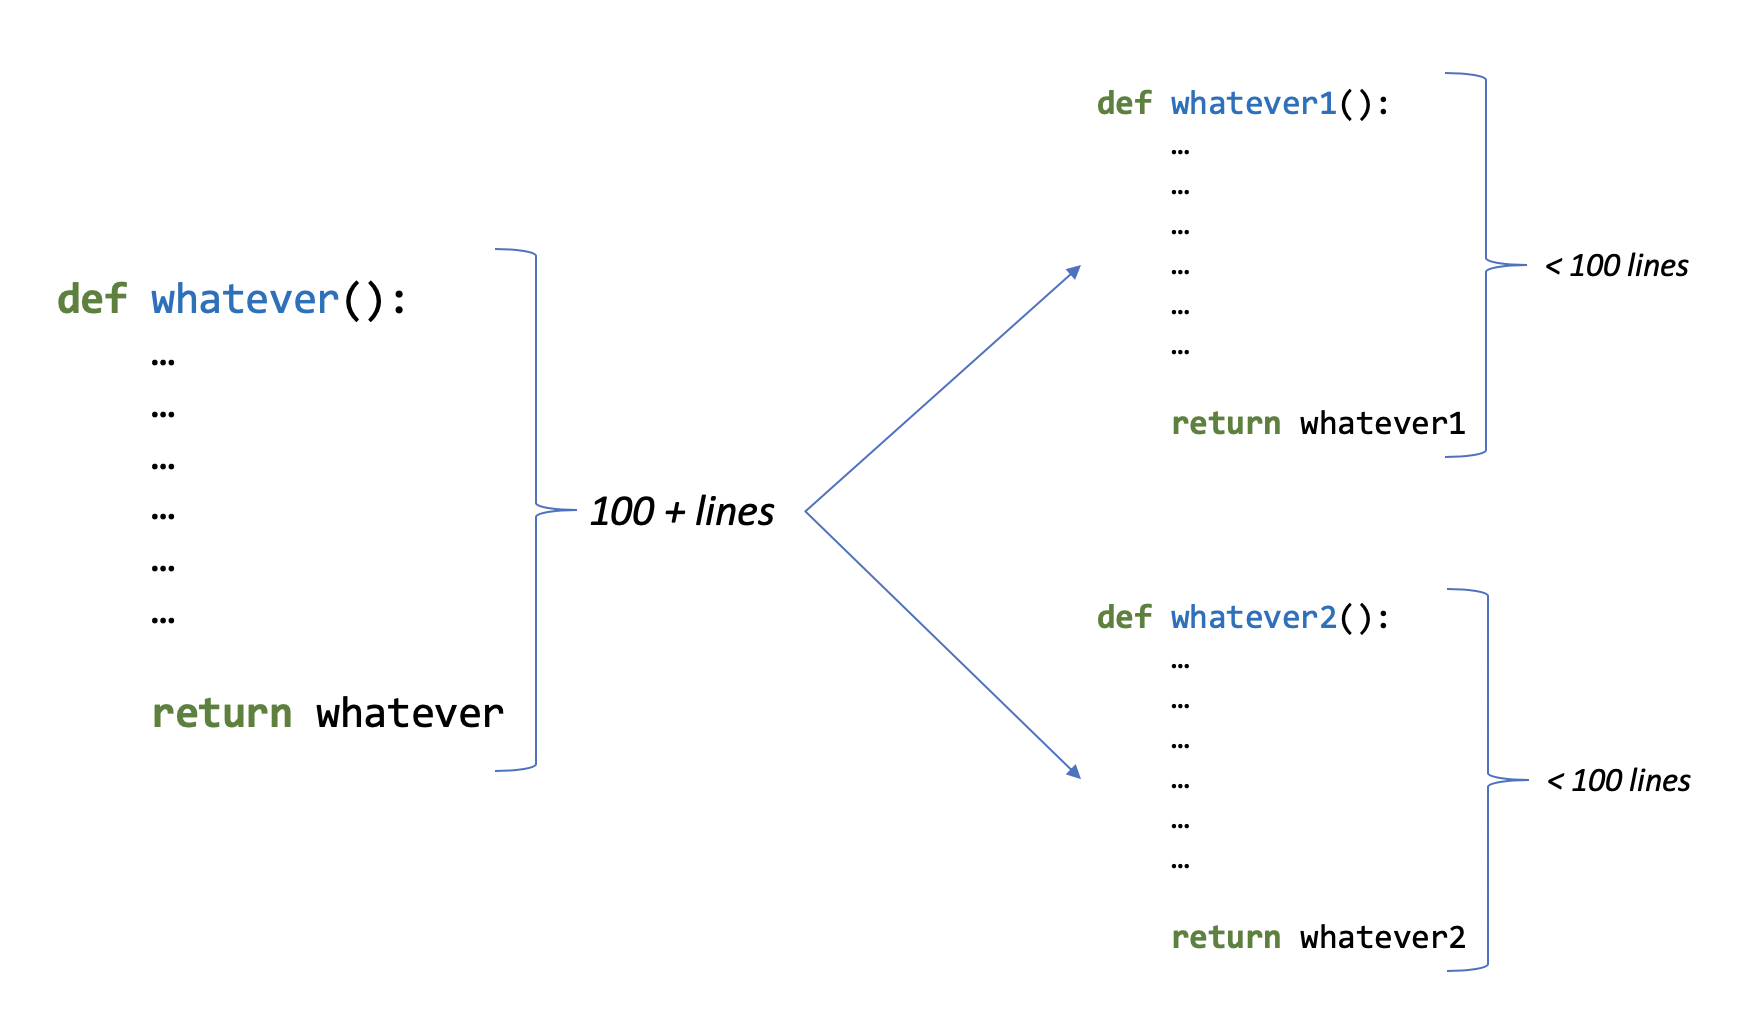 def whatever():
…
…
…
…
…
…
return whatever
100 + lines
def whatever1():
…
…
…
…
…
…
return whatever1
< 100 lines
def whatever2():
…
…
…
…
…
…
return whatever2
< 100 lines